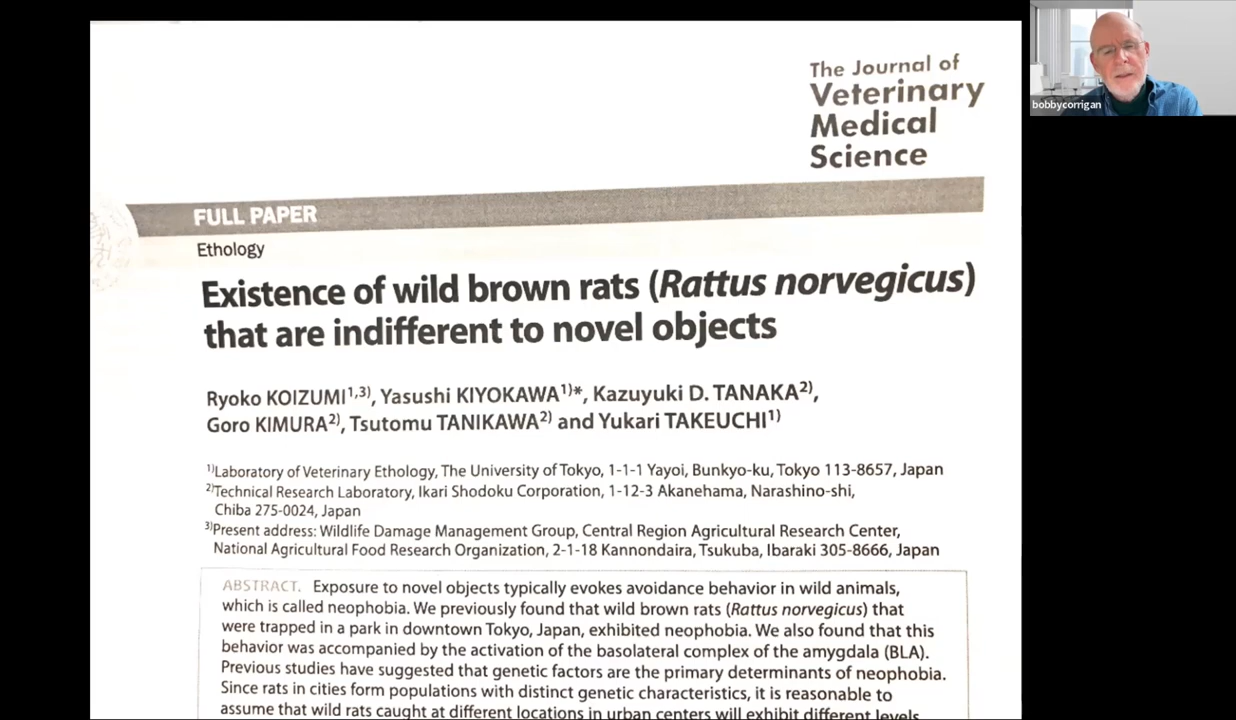 The Journal of
Veterinary
Medical
Science
bobbycorrigan
FULL PAPER
Ethology
Existence of wild brown rats (Rattus norvegicus)
that are indifferent to novel objects
Ryoko KOIZUMI1,3), Yasushi KIYOKAWA1)*, Kazuyuki D. TANAKA2),
Goro KIMURA2), Tsutomu TANIKAWA2) and Yukari TAKEUCHI1)
1)Laboratory of Veterinary Ethology, The University of Tokyo, 1-1-1 Yayoi, Bunkyo-ku, Tokyo 113-8657, Japan
2)Technical Research Laboratory, Ikari Shodoku Corporation, 1-12-3 Akanehama, Narashino-shi,
Chiba 275-0024, Japan
3)Present address: Wildlife Damage Management Group, Central Region Agricultural Research Center,
National Agricultural Food Research Organization, 2-1-18 Kannondaira, Tsukuba, Ibaraki 305-8666, Japan
ABSTRACT. Exposure to novel objects typically evokes avoidance behavior in wild animals,
which is called neophobia. We previously found that wild brown rats (Rattus norvegicus) that
were trapped in a park in downtown Tokyo, Japan, exhibited neophobia. We also found that this
behavior was accompanied by the activation of the basolateral complex of the amygdala (BLA).
Previous studies have suggested that genetic factors are the primary determinants of neophobia.
Since rats in cities form populations with distinct genetic characteristics, it is reasonable to
assume that wild rats caught at different locations in urban centers will exhibit different levels